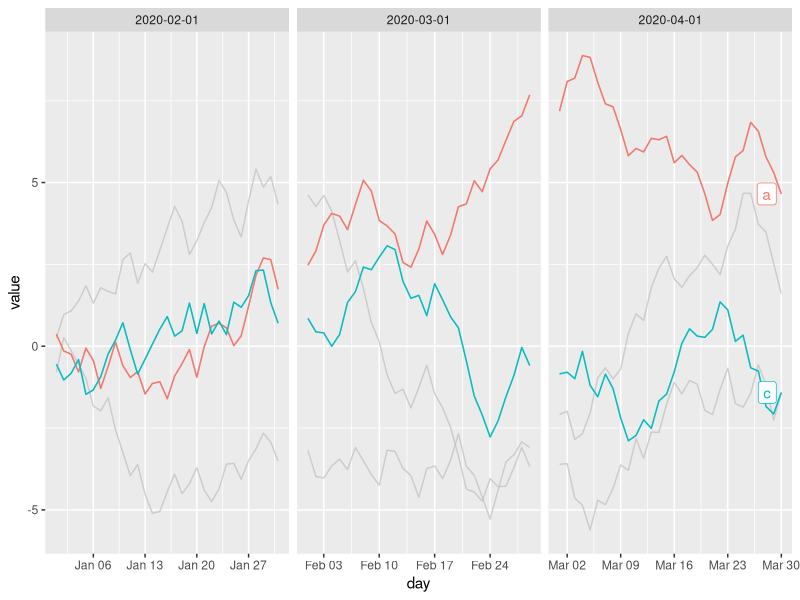 2020-02-01 2020-03-01 2020-04-01
value
5
0
-5
a
c
Jan 06 Jan 13 Jan 20 Jan 27 Feb 03 Feb 10 Feb 17 Feb 24 Mar 02 Mar 09 Mar 16 Mar 23 Mar 30
day